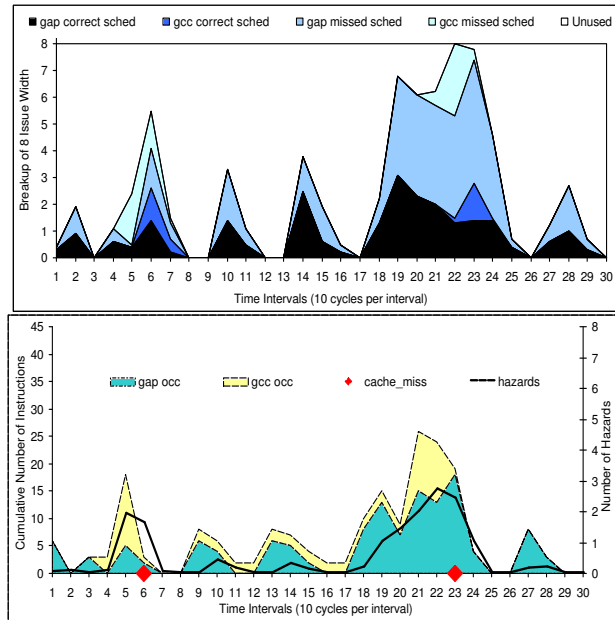 gap correct sched gcc correct sched gap missed sched gcc missed sched Unused
Breakup of 8 Issue Width
8
7
6
5
4
3
2
1
0
1 2 3 4 5 6 7 8 9 10 11 12 13 14 15 16 17 18 19 20 21 22 23 24 25 26 27 28 29 30
Time Intervals (10 cycles per interval)
Cumulative Number of Instructions
45 8
40 7
35 6
30 5
25 4
20 3
15 2
10 1
5 0
0
gap occ gcc occ cache_miss hazards
Number of Hazards
1 2 3 4 5 6 7 8 9 10 11 12 13 14 15 16 17 18 19 20 21 22 23 24 25 26 27 28 29 30
Time Intervals (10 cycles per interval)